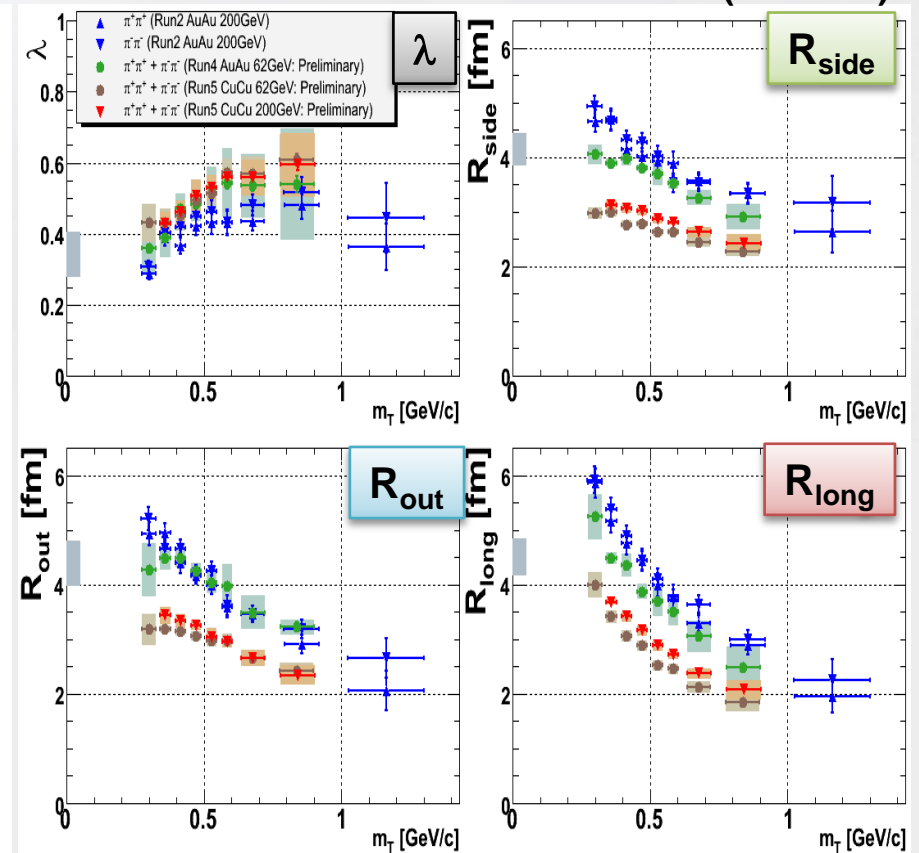 π⁺π⁺ (Run2 AuAu 200GeV)
π⁻π⁻ (Run2 AuAu 200GeV)
π⁺π⁺ + π⁻π⁻ (Run4 AuAu 62GeV: Preliminary)
π⁺π⁺ + π⁻π⁻ (Run5 CuCu 62GeV: Preliminary)
π⁺π⁺ + π⁻π⁻ (Run5 CuCu 200GeV: Preliminary)
λ
λ
1
0.8
0.6
0.4
0.2
0
0 0.5 1
m_T [GeV/c]
R_side
R_side [fm]
6
4
2
0
0 0.5 1
m_T [GeV/c]
R_out
R_out [fm]
6
4
2
0
0 0.5 1
m_T [GeV/c]
R_long
R_long [fm]
6
4
2
0
0 0.5 1
m_T [GeV/c]